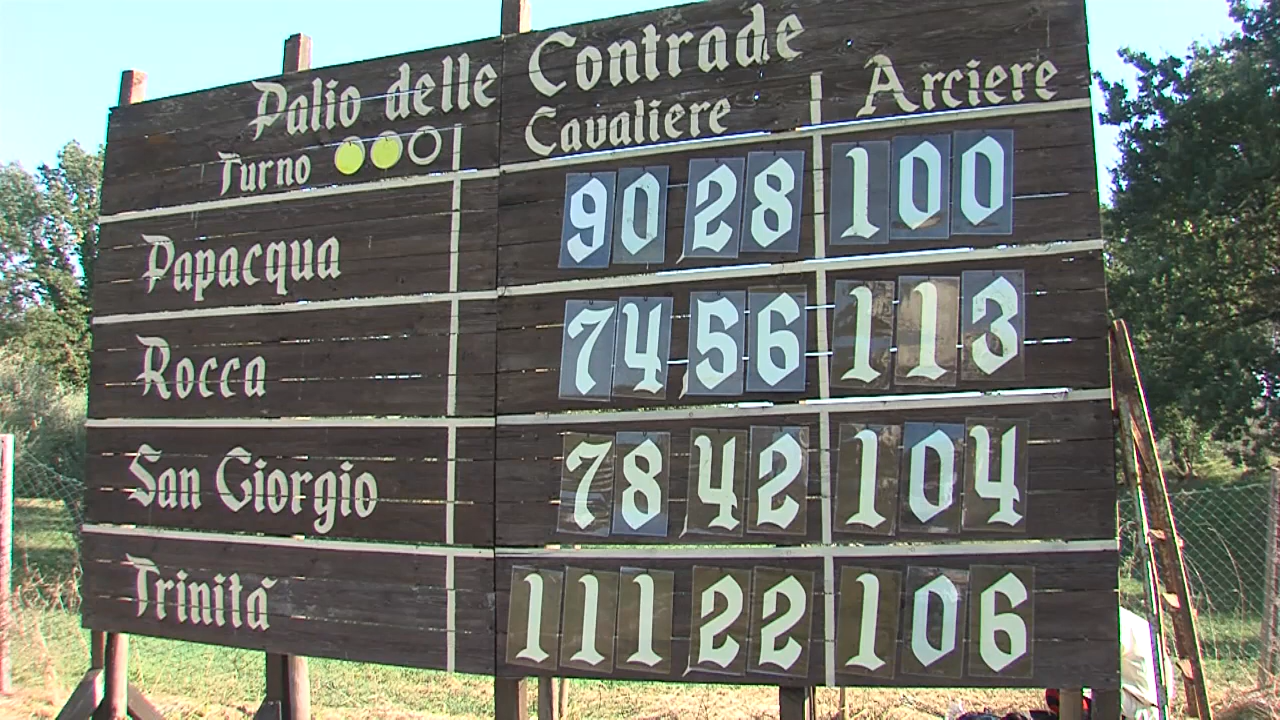 Palio delle Contrade
Turno Cavaliere Arciere
Papacqua 90,28 100
Rocca 74,56 113
San Giorgio 78,42 104
Trinitá 111,22 106